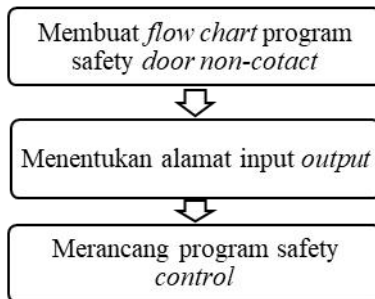 Membuat flow chart program
safety door non-cotact
Menentukan alamat input output
Merancang program safety
control